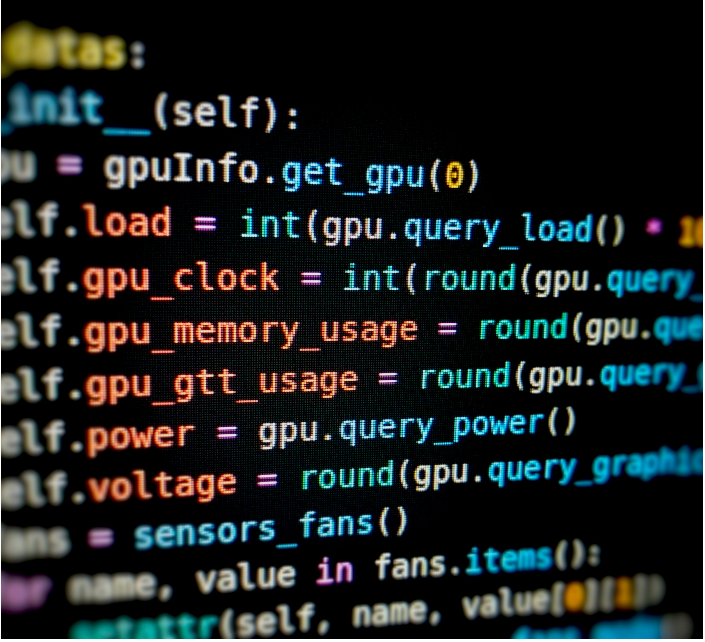 _datas:
_init__(self):
pu = gpuInfo.get_gpu(0)
elf.load = int(gpu.query_load() * 10
elf.gpu_clock = int(round(gpu.query_
elf.gpu_memory_usage = round(gpu.que
elf.gpu_gtt_usage = round(gpu.query_g
elf.power = gpu.query_power()
elf.voltage = round(gpu.query_graphic
ans = sensors_fans()
or name, value in fans.items():
setattr(self, name, value[0][1])